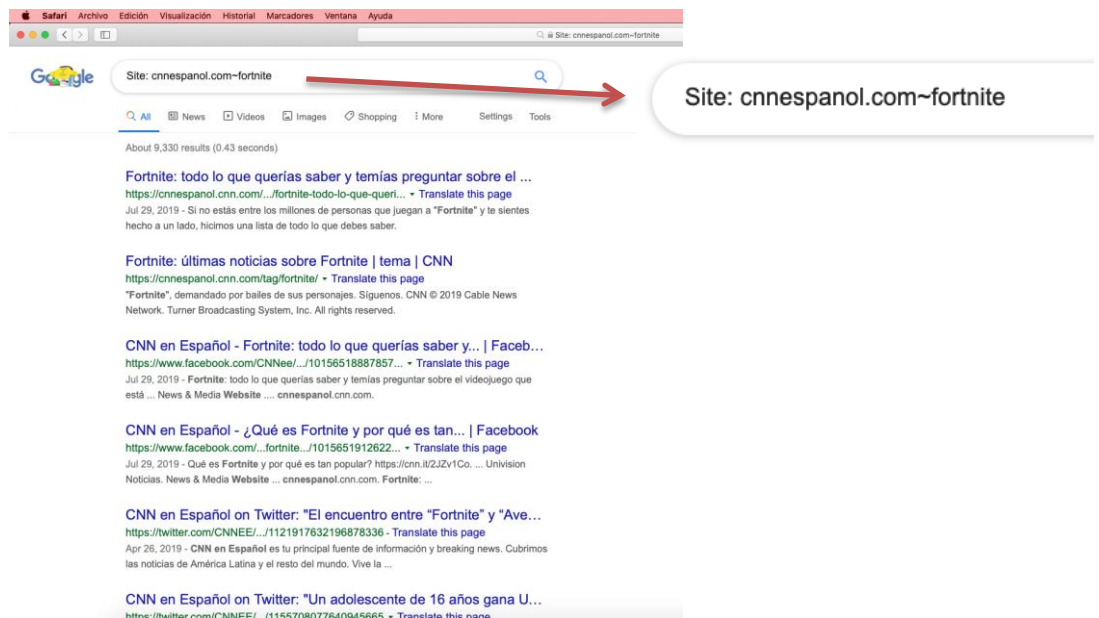 Safari Archivo Edición Visualización Historial Marcadores Ventana Ayuda
Site: cnnespanol.com~fortnite
Google
Site: cnnespanol.com~fortnite
Site: cnnespanol.com~fortnite
All News Videos Images Shopping More Settings Tools
About 9,330 results (0.43 seconds)
Fortnite: todo lo que querías saber y temías preguntar sobre el ...
https://cnnespanol.cnn.com/.../fortnite-todo-lo-que-queri... Translate this page
Jul 29, 2019 - Si no estás entre los millones de personas que juegan a "Fortnite" y te sientes
hecho a un lado, hicimos una lista de todo lo que debes saber.
Fortnite: últimas noticias sobre Fortnite | tema | CNN
https://cnnespanol.cnn.com/tag/fortnite/ Translate this page
"Fortnite", demandado por bailes de sus personajes. Síguenos. CNN © 2019 Cable News
Network. Turner Broadcasting System, Inc. All rights reserved.
CNN en Español - Fortnite: todo lo que querías saber y... | Faceb...
https://www.facebook.com/CNNee/.../10156518887857... Translate this page
Jul 29, 2019 - Fortnite: todo lo que querías saber y temías preguntar sobre el videojuego que
está ... News & Media Website .... cnnespanol.cnn.com.
CNN en Español - ¿Qué es Fortnite y por qué es tan... | Facebook
https://www.facebook.com/...fortnite.../1015651912622... Translate this page
Jul 29, 2019 - Qué es Fortnite y por qué es tan popular? https://cnn.it/2JZv1Co. ... Univision
Noticias. News & Media Website ... cnnespanol.cnn.com. Fortnite: ...
CNN en Español on Twitter: "El encuentro entre “Fortnite” y “Ave...
https://twitter.com/CNNEE/.../1121917632196878336 - Translate this page
Apr 26, 2019 - CNN en Español es tu principal fuente de información y breaking news. Cubrimos
las noticias de América Latina y el resto del mundo. Vive la ...
CNN en Español on Twitter: "Un adolescente de 16 años gana U...
https://twitter.com/CNNEE/.../1155708077640945665 Translate this page